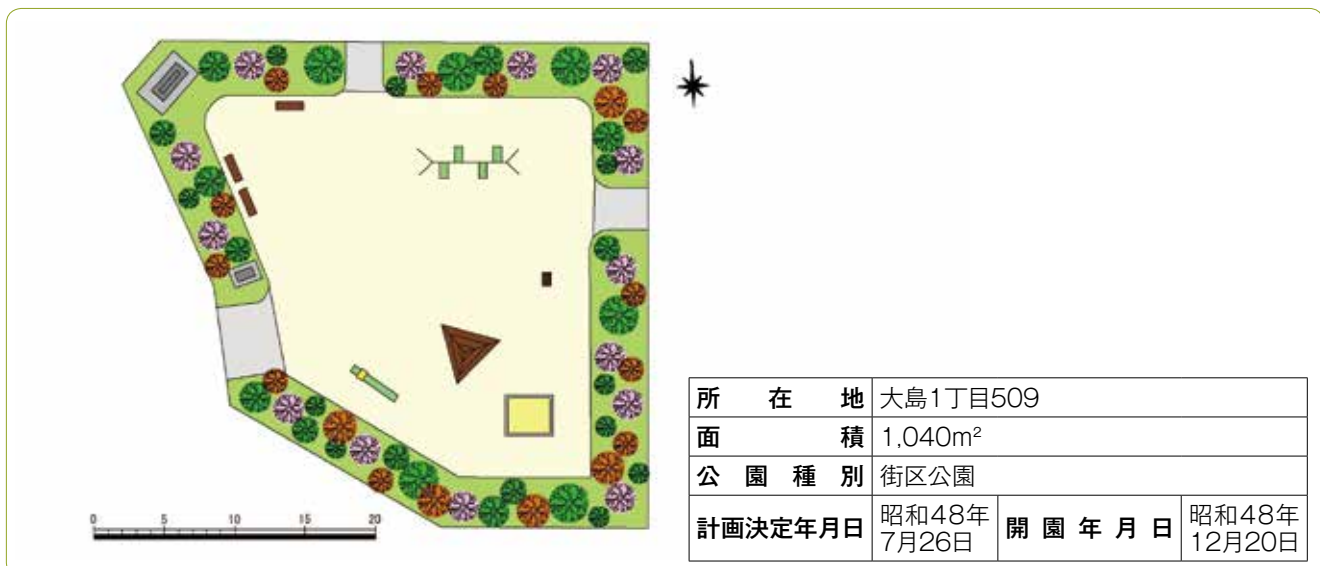 0 5 10 15 20
所在地 大島1丁目509
面積 1,040m²
公園種別 街区公園
計画決定年月日 昭和48年7月26日 開園年月日 昭和48年12月20日